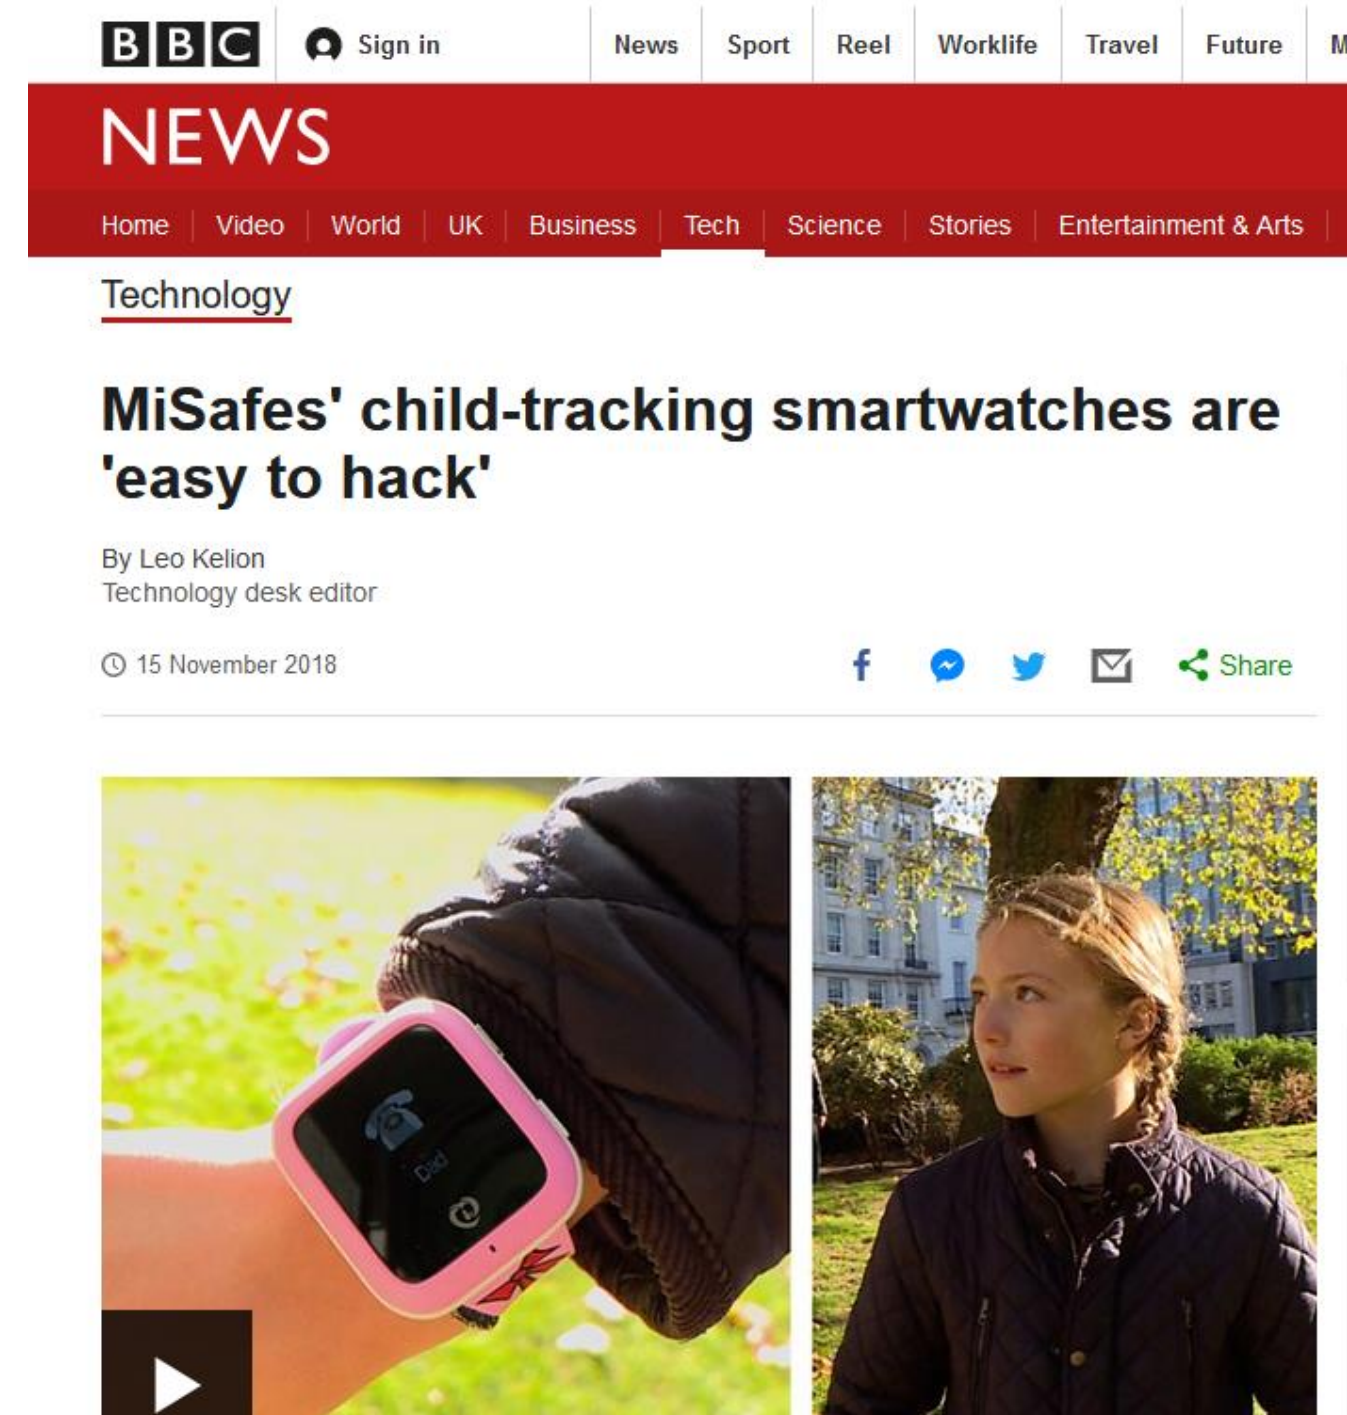 BBC Sign in News Sport Reel Worklife Travel Future M
NEWS
Home Video World UK Business Tech Science Stories Entertainment & Arts
Technology
MiSafes' child-tracking smartwatches are
'easy to hack'
By Leo Kelion
Technology desk editor
15 November 2018
Share
Dad